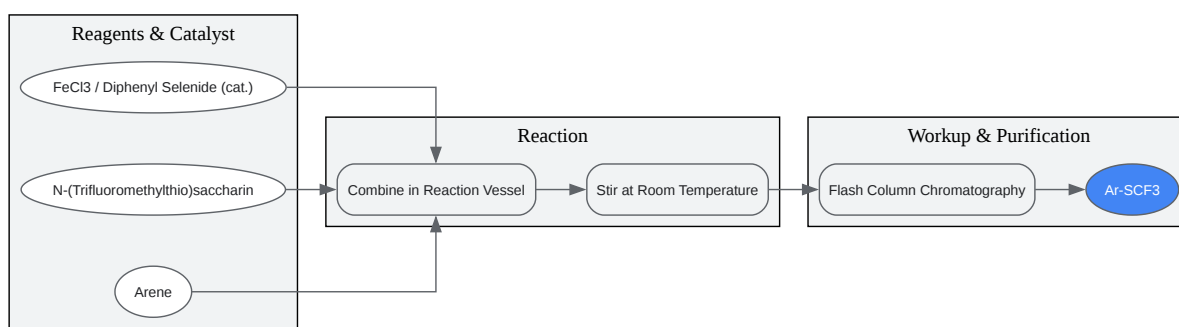 Reagents & Catalyst
FeCl3 / Diphenyl Selenide (cat.)
N-(Trifluoromethylthio)saccharin
Arene
Reaction
Combine in Reaction Vessel
Stir at Room Temperature
Workup & Purification
Flash Column Chromatography
Ar-SCF3